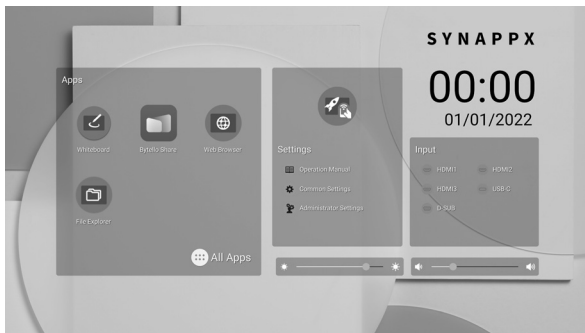 SYNAPPX
00:00
01/01/2022
Apps
Whiteboard
Bytello Share
Web Browser
File Explorer
All Apps
Settings
Operation Manual
Common Settings
Administrator Settings
Input
HDMI1
HDMI2
HDMI3
USB-C
D-SUB